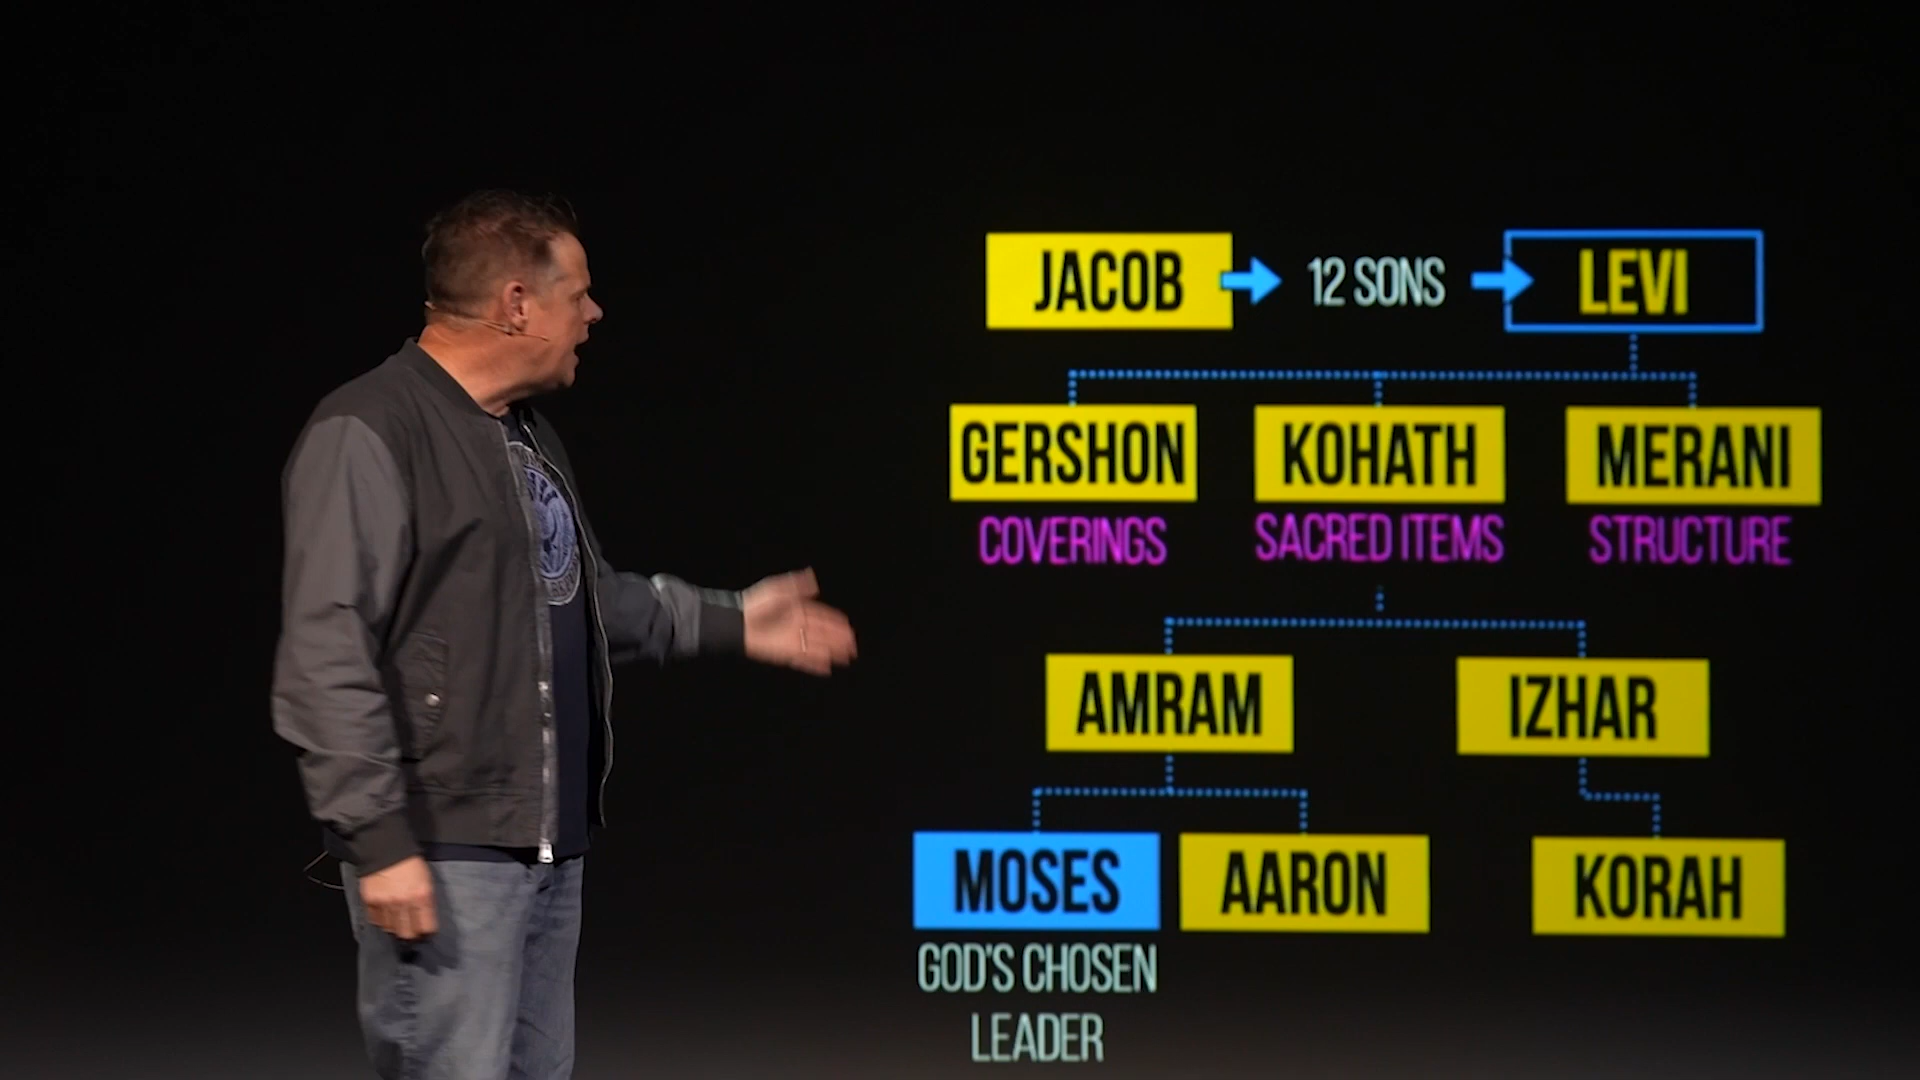 JACOB 12 SONS LEVI
GERSHON KOHATH MERANI
COVERINGS SACRED ITEMS STRUCTURE
AMRAM IZHAR
MOSES AARON KORAH
GOD'S CHOSEN
LEADER